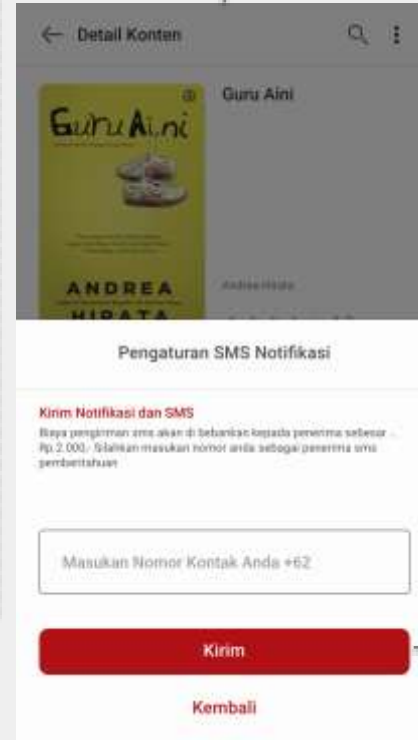 Detail Konten
Guru Aini
Guru Aini
ANDREA
HIRATA
Andrea Hirata
Pengaturan SMS Notifikasi
Kirim Notifikasi dan SMS
Biaya pengiriman sms akan di bebankan kepada penerima sebesar
Rp.2.000,- Silahkan masukan nomor anda sebagai penerima sms
pemberitahuan
Masukan Nomor Kontak Anda +62
Kirim
Kembali